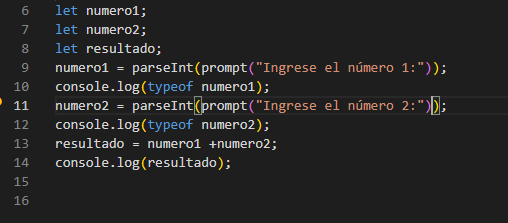 6 let numero1;
7 let numero2;
8 let resultado;
9 numero1 = parseInt(prompt("Ingrese el número 1:"));
10 console.log(typeof numero1);
11 numero2 = parseInt(prompt("Ingrese el número 2:"));
12 console.log(typeof numero2);
13 resultado = numero1 +numero2;
14 console.log(resultado);
15
16